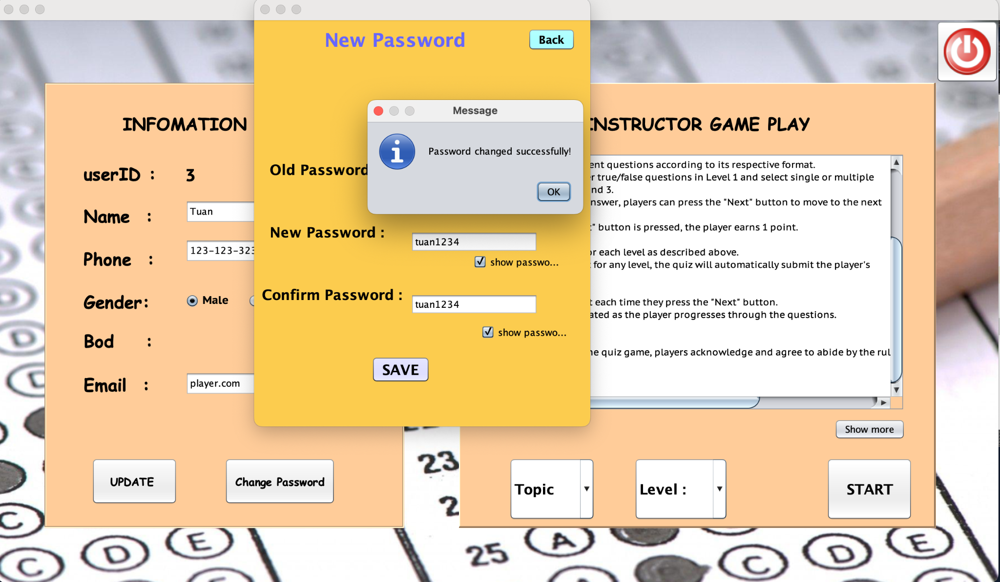 New Password
Back
Message
Password changed successfully!
OK
Old Password
New Password :
tuan1234
show passwo...
Confirm Password :
tuan1234
show passwo...
SAVE
INFOMATION
userID :
3
Name :
Tuan
Phone :
123-123-323
Gender:
Male
Bod :
Email :
player.com
UPDATE
Change Password
INSTRUCTOR GAME PLAY
questions according to its respective format.
true/false questions in Level 1 and select single or multiple
3.
players can press the "Next" button to move to the next
button is pressed, the player earns 1 point.
each level as described above.
for any level, the quiz will automatically submit the player's
each time they press the "Next" button.
as the player progresses through the questions.
quiz game, players acknowledge and agree to abide by the rul
Show more
Topic
Level :
START
23
2
25
A
C
D
E
C
D
E
C
D